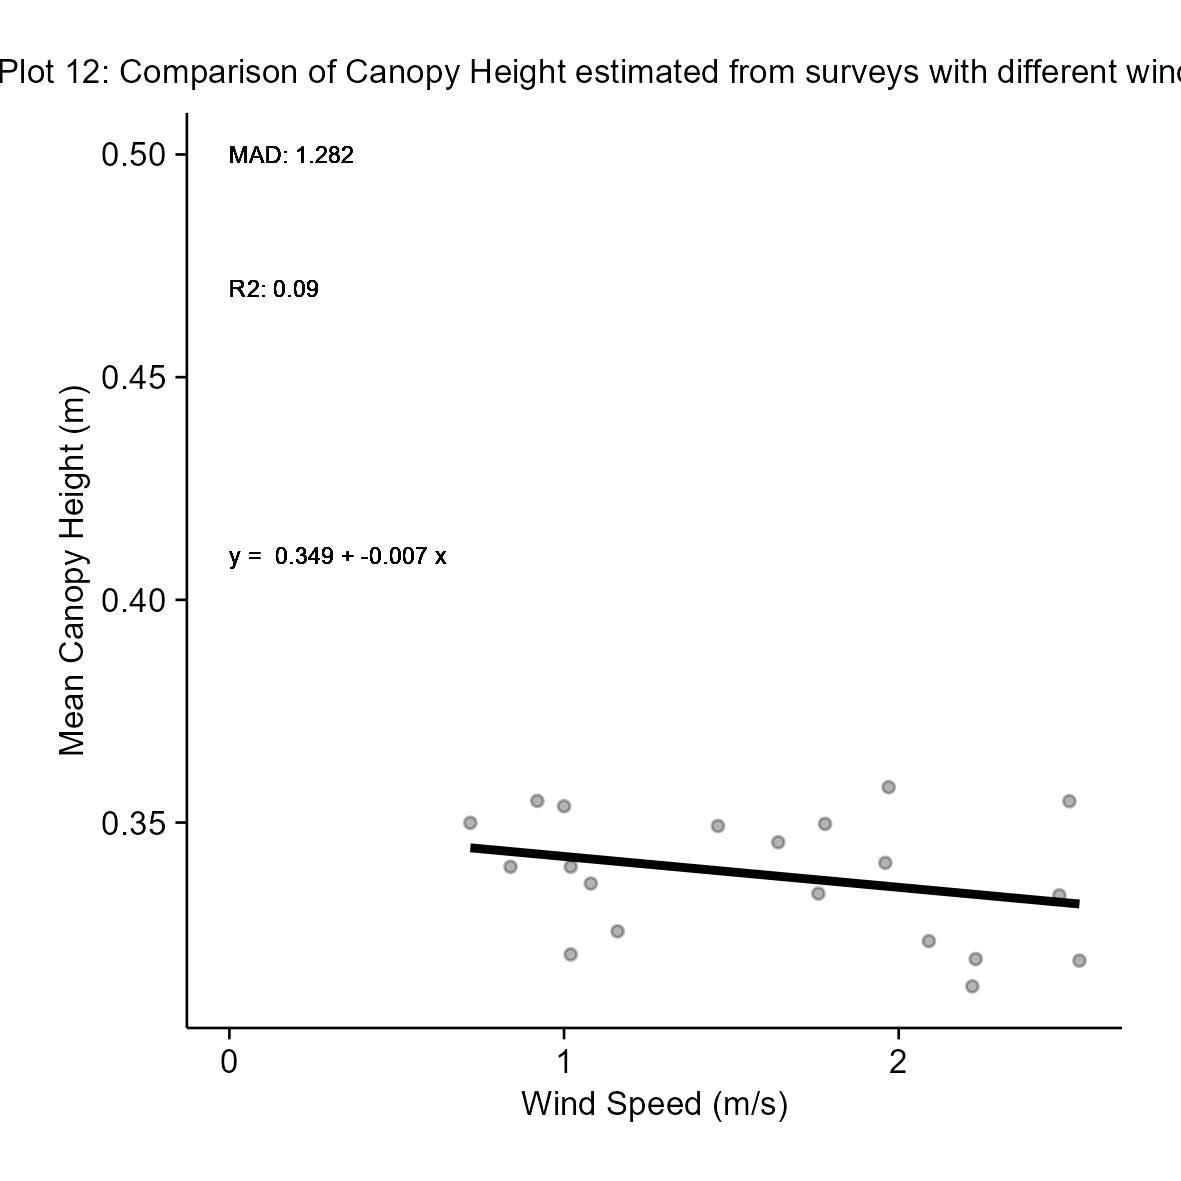 Plot 12: Comparison of Canopy Height estimated from surveys with different
0.50
MAD: 1.282
R2: 0.09
0.45
y =  0.349 + -0.007 x
0.40
0.35
Mean Canopy Height (m)
0
1
2
Wind Speed (m/s)